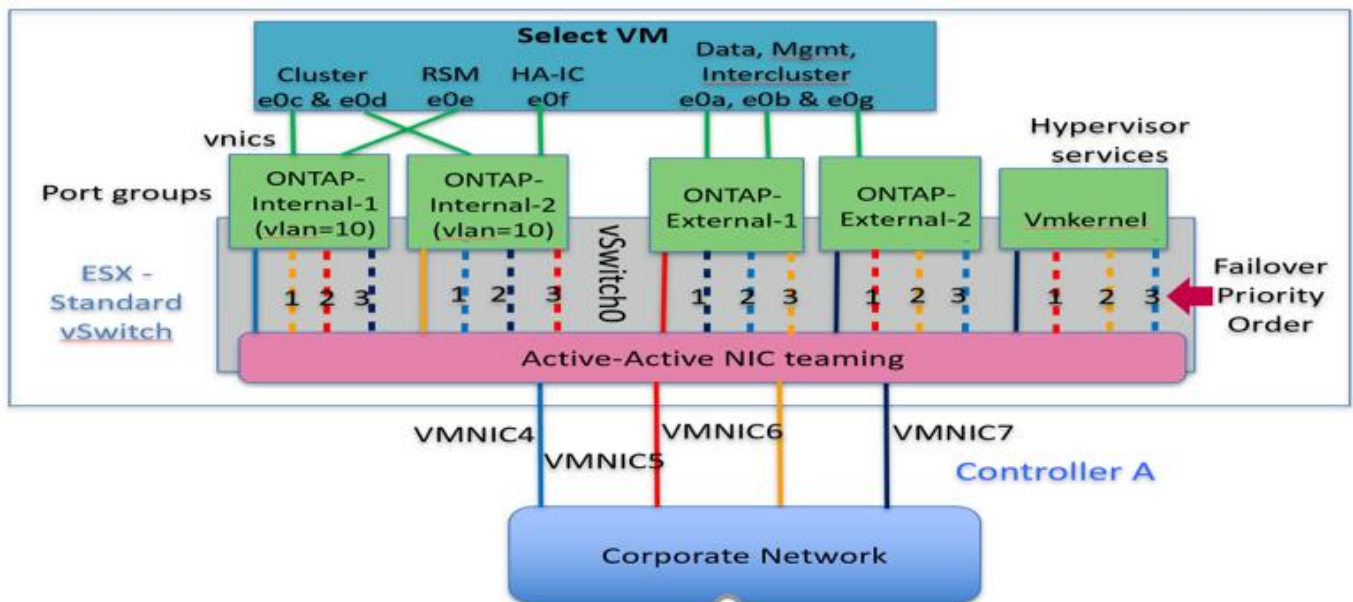 Select VM
Cluster
e0c & e0d
RSM
e0e
HA-IC
e0f
Data, Mgmt,
Intercluster
e0a, e0b & e0g
vnics
Hypervisor
services
Port groups
ONTAP-
Internal-1
(vlan=10)
ONTAP-
Internal-2
(vlan=10)
ONTAP-
External-1
ONTAP-
External-2
Vmkernel
ESX -
Standard
vSwitch
vSwitch0
1 2 3
1 2 3
1 2 3
1 2 3
1 2 3
Failover
Priority
Order
Active-Active NIC teaming
VMNIC4
VMNIC5
VMNIC6
VMNIC7
Controller A
Corporate Network